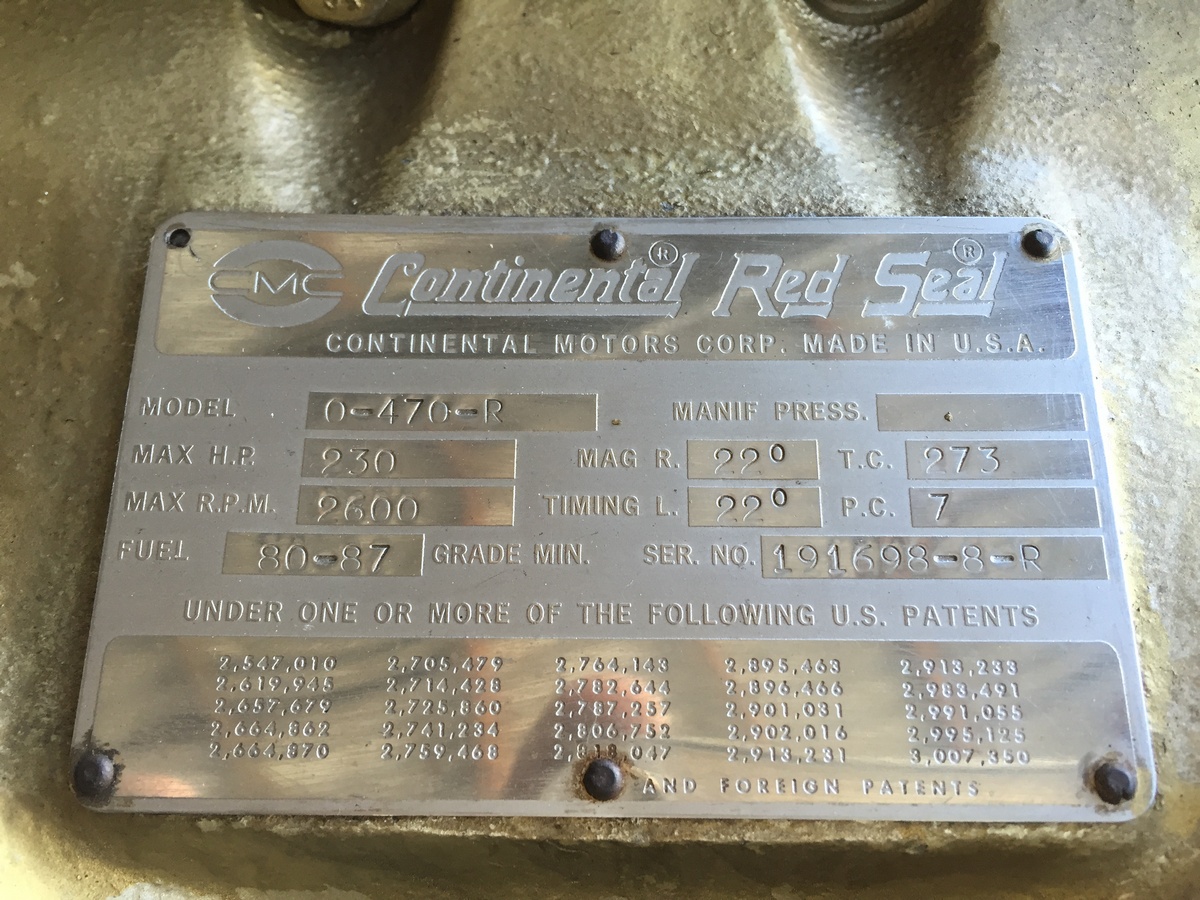 CMC Continental® Red Seal®
CONTINENTAL MOTORS CORP. MADE IN U.S.A.
MODEL O-470-R MANIF PRESS.
MAX H.P. 230 MAG R. 22° T.C. 273
MAX R.P.M. 2600 TIMING L. 22° P.C. 7
FUEL 80-87 GRADE MIN. SER. NO. 191698-8-R
UNDER ONE OR MORE OF THE FOLLOWING U.S. PATENTS
2,547,010 2,705,479 2,764,143 2,895,463 2,913,233
2,619,945 2,714,428 2,782,644 2,896,466 2,983,491
2,657,679 2,725,860 2,787,257 2,901,031 2,991,055
2,664,862 2,741,234 2,806,752 2,902,016 2,995,125
2,664,870 2,759,468 2,818,047 2,913,231 3,007,350
AND FOREIGN PATENTS